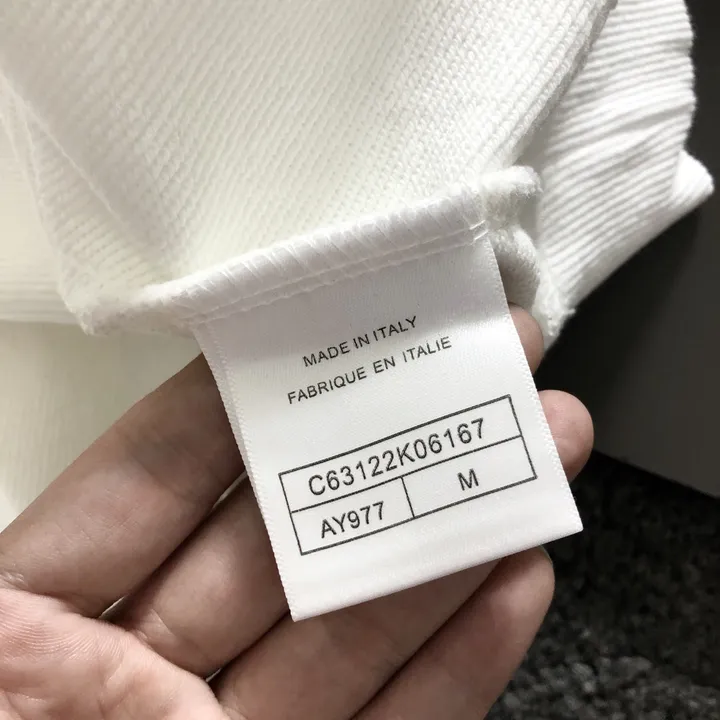 MADE IN ITALY
FABRIQUE EN ITALIE
C63122K06167
AY977 M